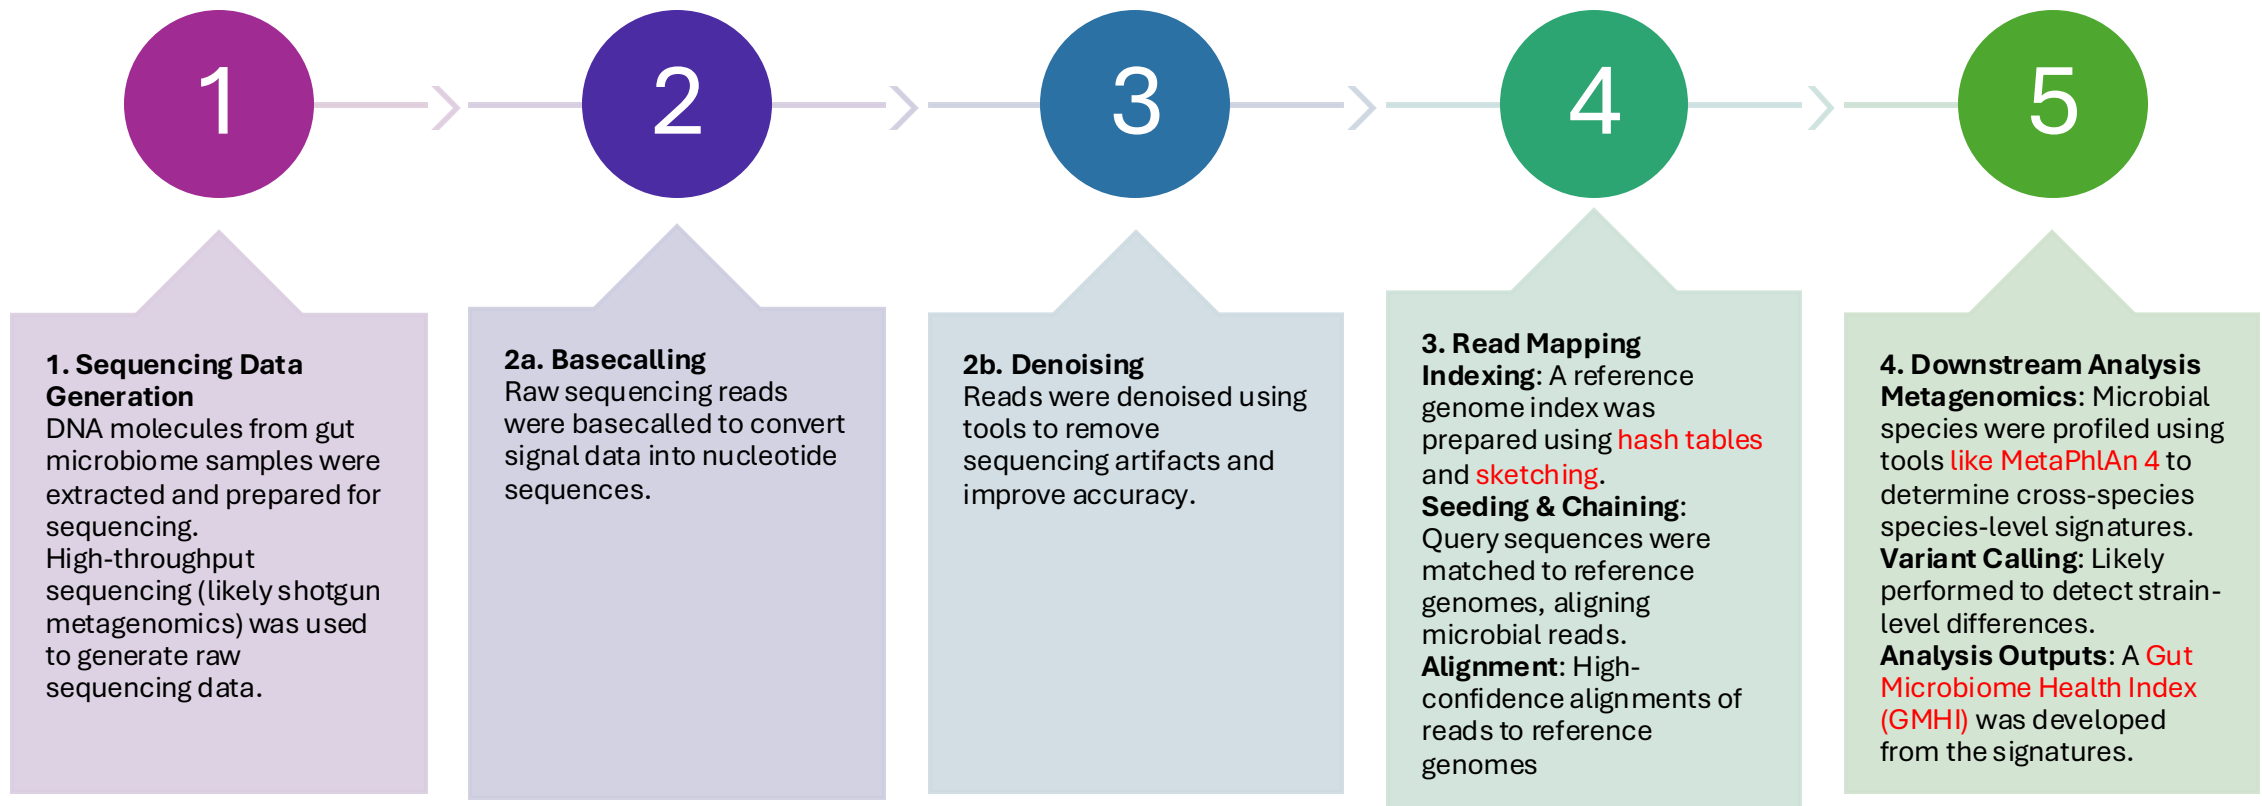 1
2
3
4
5
1. Sequencing Data
Generation
DNA molecules from gut
microbiome samples were
extracted and prepared for
sequencing.
High-throughput
sequencing (likely shotgun
metagenomics) was used
to generate raw
sequencing data.
2a. Basecalling
Raw sequencing reads
were basecalled to convert
signal data into nucleotide
sequences.
2b. Denoising
Reads were denoised using
tools to remove
sequencing artifacts and
improve accuracy.
3. Read Mapping
Indexing: A reference
genome index was
prepared using hash tables
and sketching.
Seeding & Chaining:
Query sequences were
matched to reference
genomes, aligning
microbial reads.
Alignment: High-
confidence alignments of
reads to reference
genomes
4. Downstream Analysis
Metagenomics: Microbial
species were profiled using
tools like MetaPhlAn 4 to
determine cross-species
species-level signatures.
Variant Calling: Likely
performed to detect strain-
level differences.
Analysis Outputs: A Gut
Microbiome Health Index
(GMHI) was developed
from the signatures.